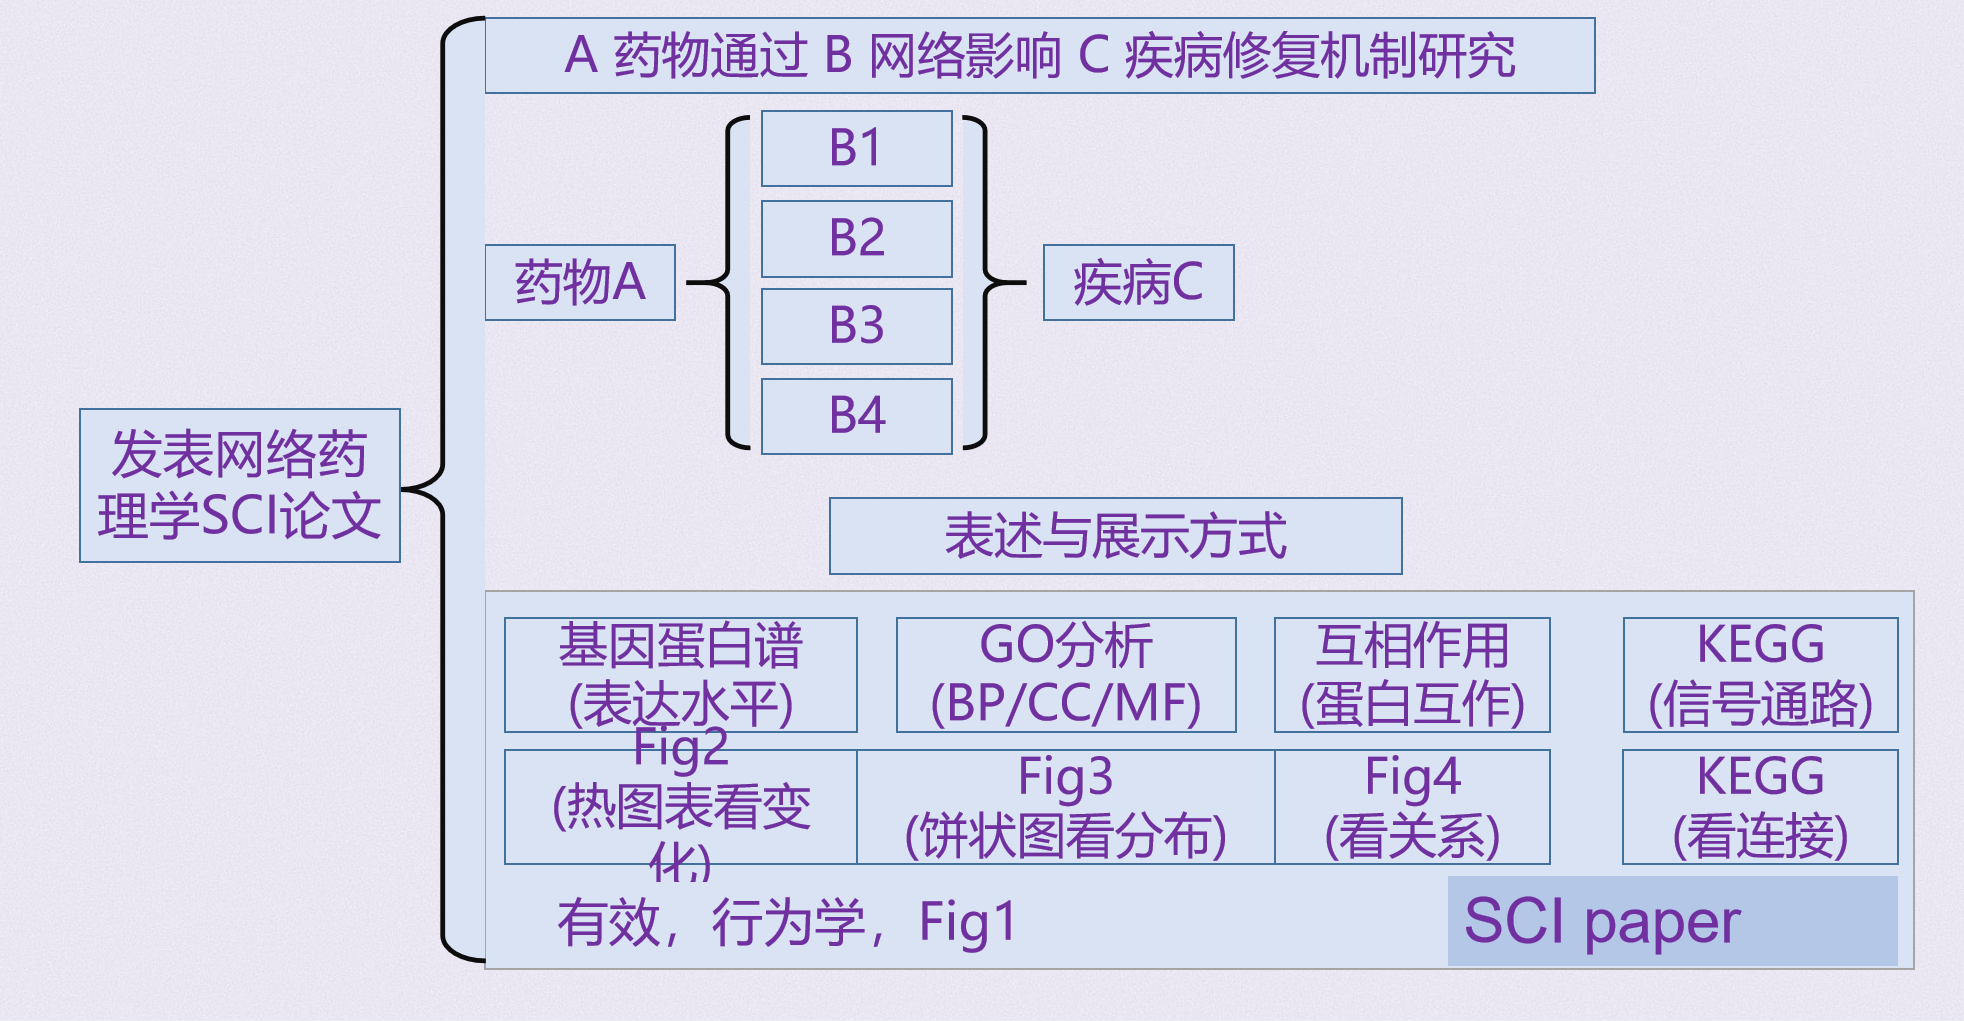 A 药物通过 B 网络影响 C 疾病修复机制研究
B1
B2
药物A
疾病C
B3
B4
发表网络药
理学SCI论文
表述与展示方式
基因蛋白谱
(表达水平)
GO分析
(BP/CC/MF)
互相作用
(蛋白互作)
KEGG
(信号通路)
Fig2
(热图表看变
化)
Fig3
(饼状图看分布)
Fig4
(看关系)
KEGG
(看连接)
有效，行为学，Fig1
SCI paper